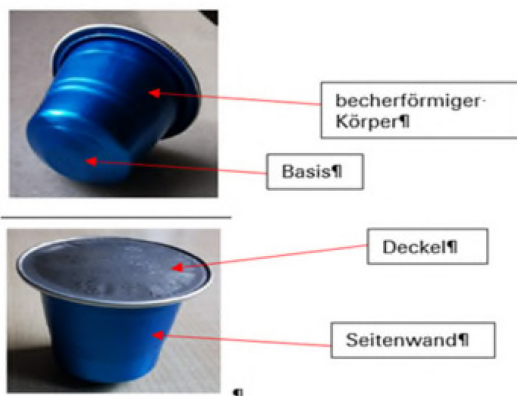 becherförmiger·
Körper¶
Basis¶
Deckel¶
Seitenwand¶
¶